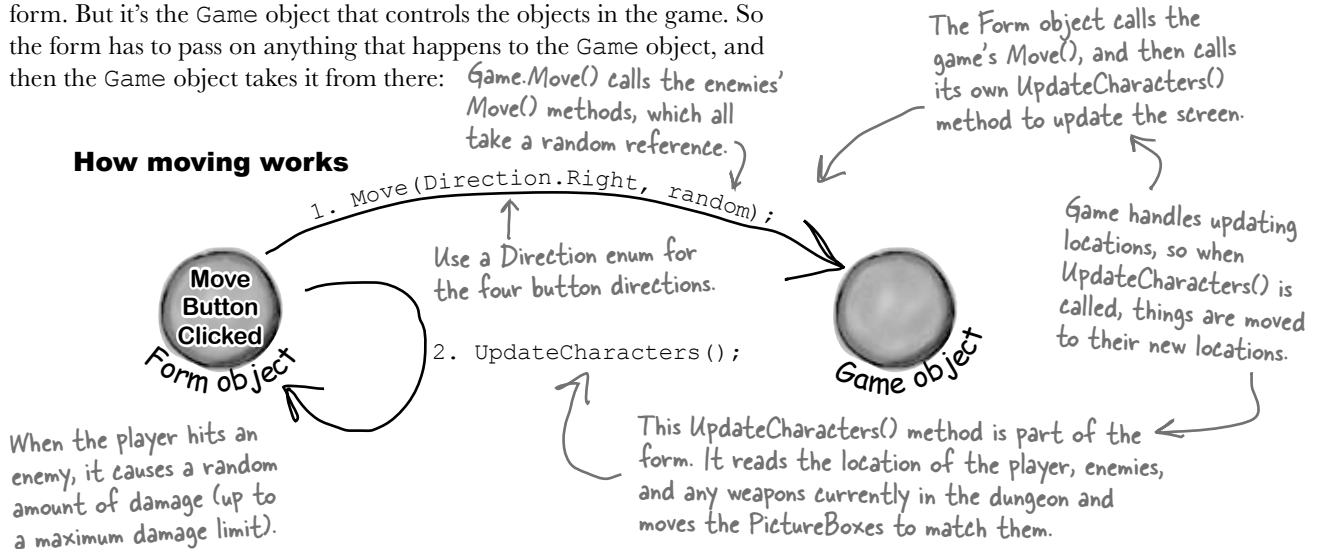 form. But it's the Game object that controls the objects in the game. So
the form has to pass on anything that happens to the Game object, and
then the Game object takes it from there:
Game.Move() calls the enemies'
Move() methods, which all
take a random reference.
The Form object calls the
game's Move(), and then calls
its own UpdateCharacters()
method to update the screen.
How moving works
1. Move(Direction.Right, random);
Use a Direction enum for
the four button directions.
Game handles updating
locations, so when
UpdateCharacters() is
called, things are moved
to their new locations.
Move
Button
Clicked
Form object
2. UpdateCharacters();
Game object
When the player hits an
enemy, it causes a random
amount of damage (up to
a maximum damage limit).
This UpdateCharacters() method is part of the
form. It reads the location of the player, enemies,
and any weapons currently in the dungeon and
moves the PictureBoxes to match them.